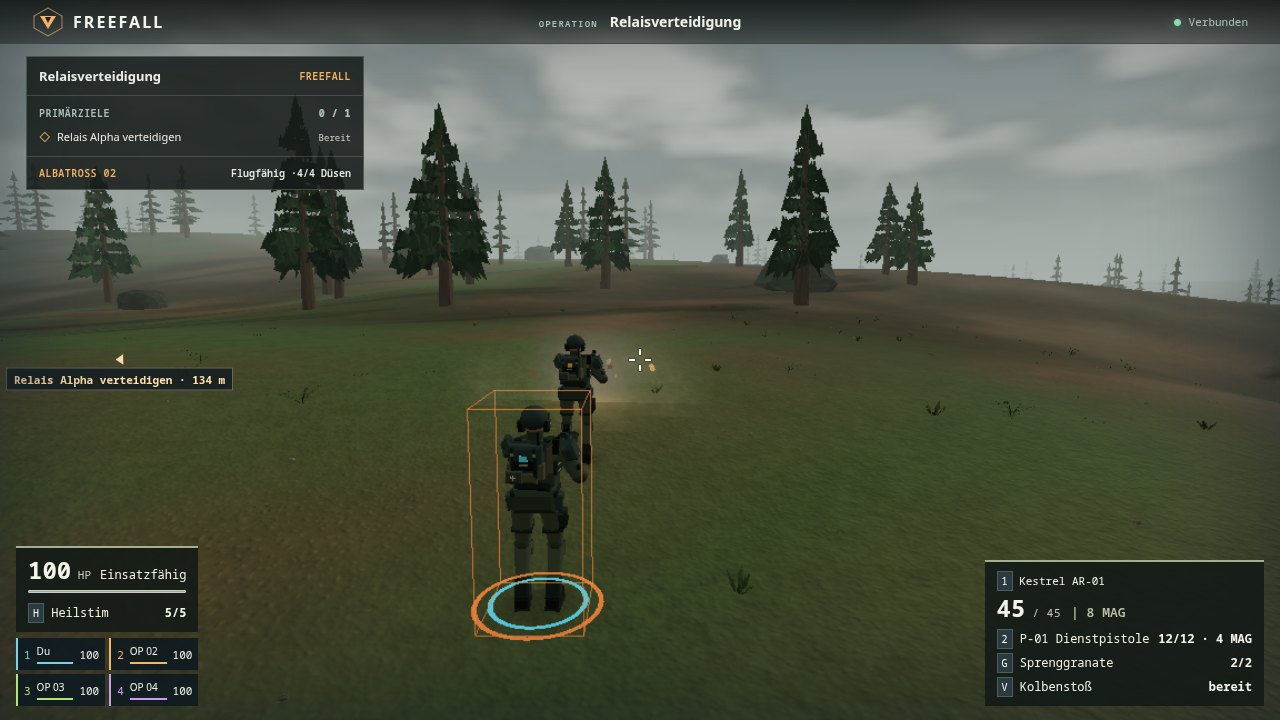 FREEFALL
OPERATION Relaisverteidigung
Verbunden
Relaisverteidigung FREEFALL
PRIMÄRZIELE 0 / 1
Relais Alpha verteidigen Bereit
ALBATROSS 02 Flugfähig ·4/4 Düsen
Relais Alpha verteidigen · 134 m
100 HP Einsatzfähig
H Heilstim 5/5
1 Du 100
2 OP 02 100
3 OP 03 100
4 OP 04 100
1 Kestrel AR-01
45 / 45 | 8 MAG
2 P-01 Dienstpistole 12/12 · 4 MAG
G Sprenggranate 2/2
V Kolbenstoß bereit